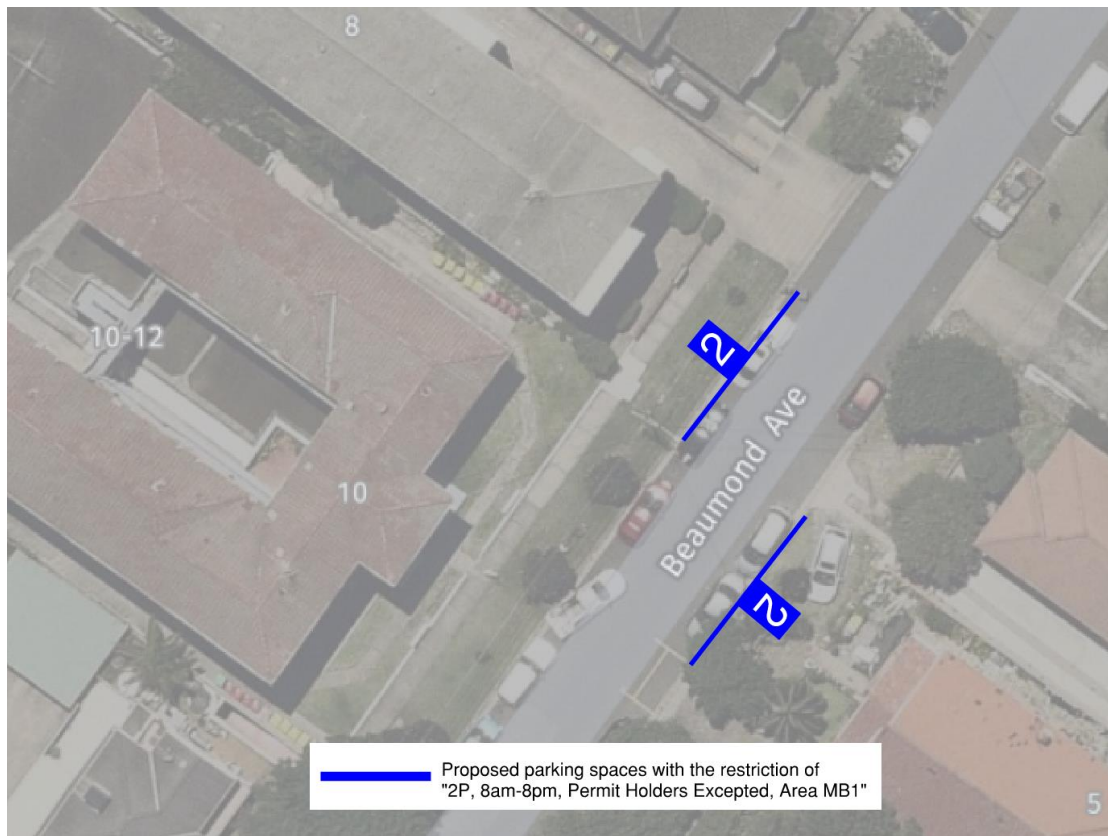 8
10-12
2
10
Beaumond Ave
2
Proposed parking spaces with the restriction of
"2P, 8am-8pm, Permit Holders Excepted, Area MB1"
5